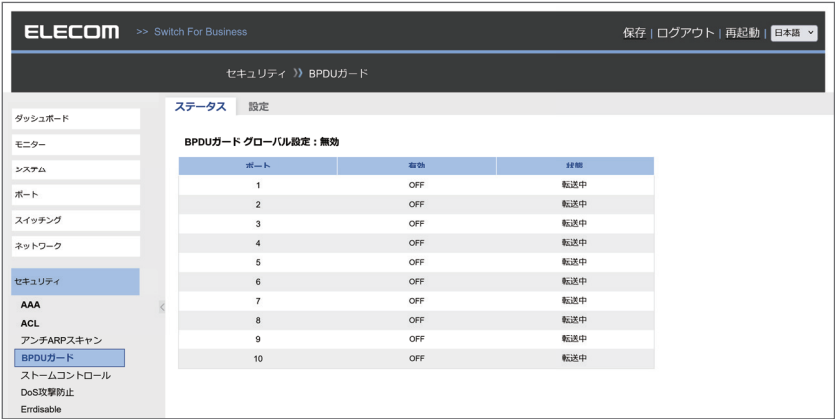 ELECOM >> Switch For Business 保存 | ログアウト | 再起動 | 日本語
セキュリティ 》 BPDUガード
ステータス 設定
ダッシュボード
モニター
システム
ポート
スイッチング
ネットワーク
セキュリティ
AAA
ACL
アンチARPスキャン
BPDUガード
ストームコントロール
DoS攻撃防止
Errdisable
BPDUガード グローバル設定：無効
ポート 有効 状態
1 OFF 転送中
2 OFF 転送中
3 OFF 転送中
4 OFF 転送中
5 OFF 転送中
6 OFF 転送中
7 OFF 転送中
8 OFF 転送中
9 OFF 転送中
10 OFF 転送中